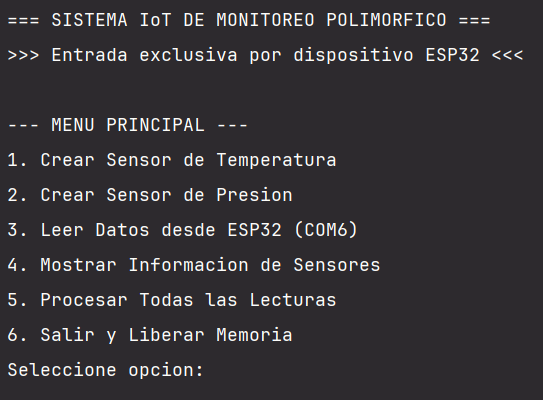 === SISTEMA IoT DE MONITOREO POLIMORFICO ===
>>> Entrada exclusiva por dispositivo ESP32 <<<
--- MENU PRINCIPAL ---
1. Crear Sensor de Temperatura
2. Crear Sensor de Presion
3. Leer Datos desde ESP32 (COM6)
4. Mostrar Informacion de Sensores
5. Procesar Todas las Lecturas
6. Salir y Liberar Memoria
Seleccione opcion: